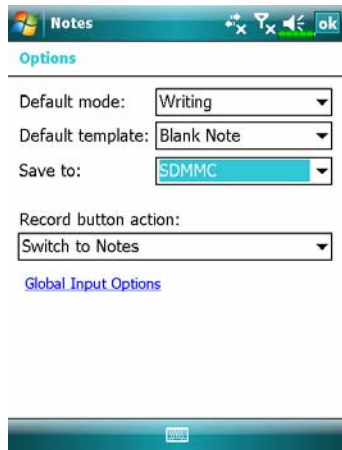 Notes ok
Options
Default mode: Writing
Default template: Blank Note
Save to: SDMMC
Record button action:
Switch to Notes
Global Input Options